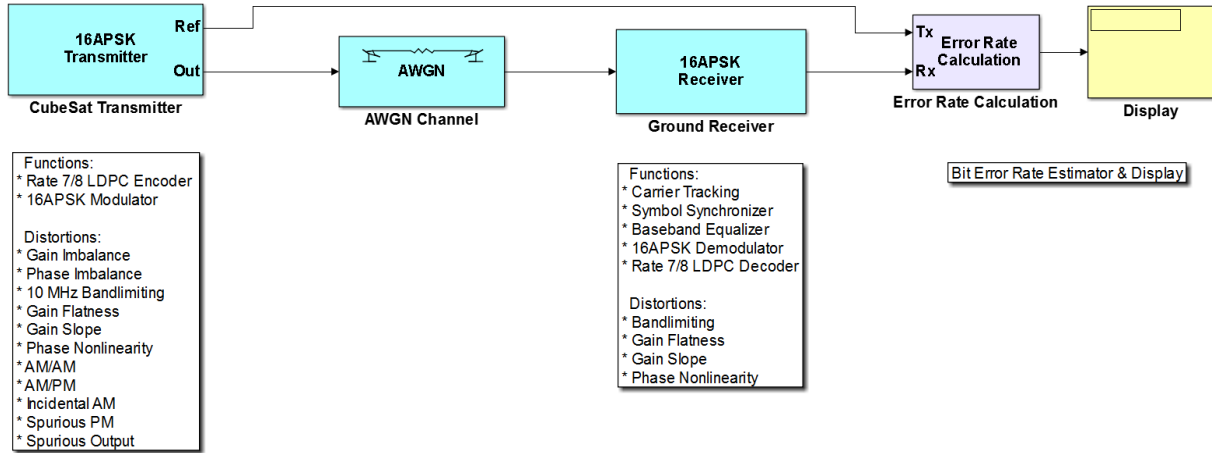 16APSK
Transmitter
Ref
Out
CubeSat Transmitter
AWGN
AWGN Channel
16APSK
Receiver
Ground Receiver
Tx
Rx
Error Rate
Calculation
Error Rate Calculation
Display
Functions:
* Rate 7/8 LDPC Encoder
* 16APSK Modulator
Distortions:
* Gain Imbalance
* Phase Imbalance
* 10 MHz Bandlimiting
* Gain Flatness
* Gain Slope
* Phase Nonlinearity
* AM/AM
* AM/PM
* Incidental AM
* Spurious PM
* Spurious Output
Functions:
* Carrier Tracking
* Symbol Synchronizer
* Baseband Equalizer
* 16APSK Demodulator
* Rate 7/8 LDPC Decoder
Distortions:
* Bandlimiting
* Gain Flatness
* Gain Slope
* Phase Nonlinearity
Bit Error Rate Estimator & Display